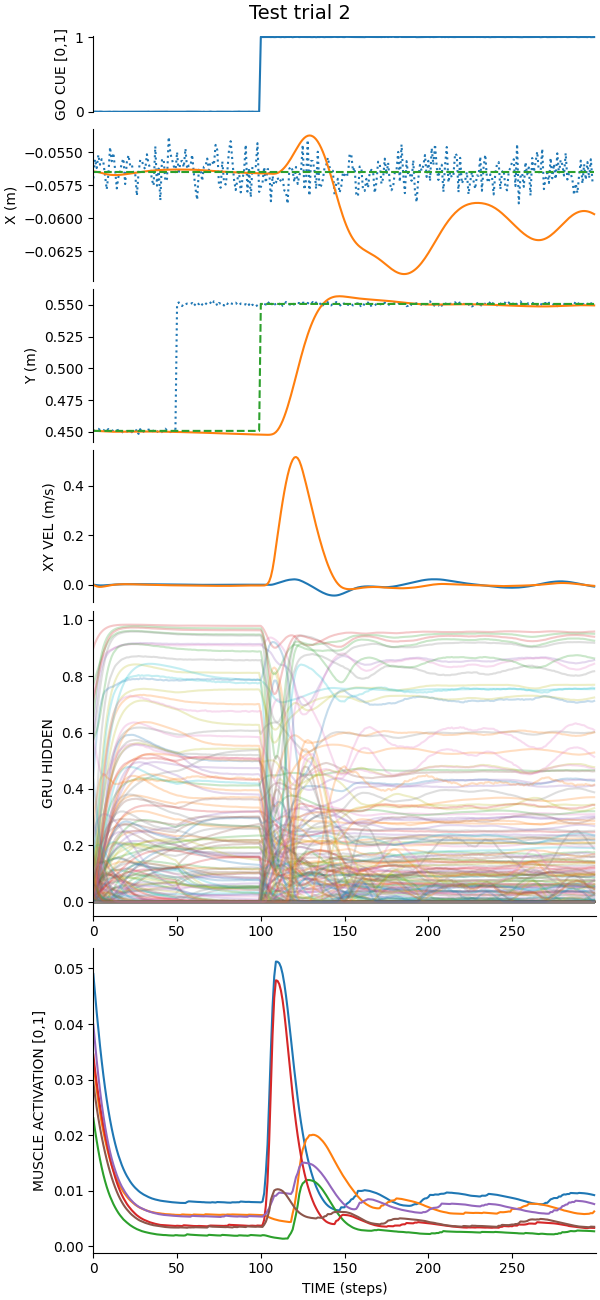 Test trial 2
GO CUE [0,1]
1
0
X (m)
−0.0550
−0.0575
−0.0600
−0.0625
Y (m)
0.550
0.525
0.500
0.475
0.450
XY VEL (m/s)
0.4
0.2
0.0
GRU HIDDEN
1.0
0.8
0.6
0.4
0.2
0.0
0 50 100 150 200 250
MUSCLE ACTIVATION [0,1]
0.05
0.04
0.03
0.02
0.01
0.00
0 50 100 150 200 250
TIME (steps)